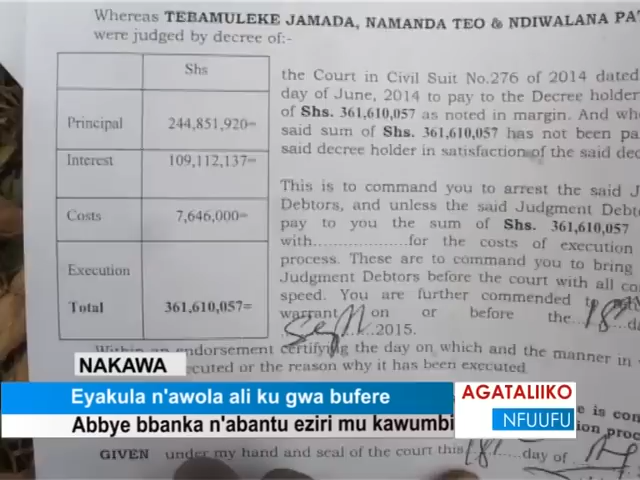 Whereas TEBAMULEKE JAMADA, NAMANDA TEO & NDIWALANA PA
were judged by decree of:-
Shs
Principal 244,851,920=
Interest 109,112,137=
Costs 7,646,000=
Execution
Total 361,610,057=
the Court in Civil Suit No.276 of 2014 dated
day of June, 2014 to pay to the Decree holder
of Shs. 361,610,057 as noted in margin. And whe
said sum of Shs. 361,610,057 has not been pa
said decree holder in satisfaction of the said dec
This is to command you to arrest the said J
Debtors, and unless the said Judgment Debto
pay to you the sum of Shs. 361,610,057
with..................for the costs of execution
process. These are to command you to bring
Judgment Debtors before the court with all con
speed. You are further commended to
warrant on or before the 18 da
Sept 2015.
endorsement certifying the day on which and the manner in
cuted or the reason why it has been executed.
NAKAWA
Eyakula n'awola ali ku gwa bufere
Abbye bbanka n'abantu eziri mu kawumbi
AGATALIIKO
NFUUFU
e is con
ion proc
GIVEN under my hand and seal of the court this 18 day of